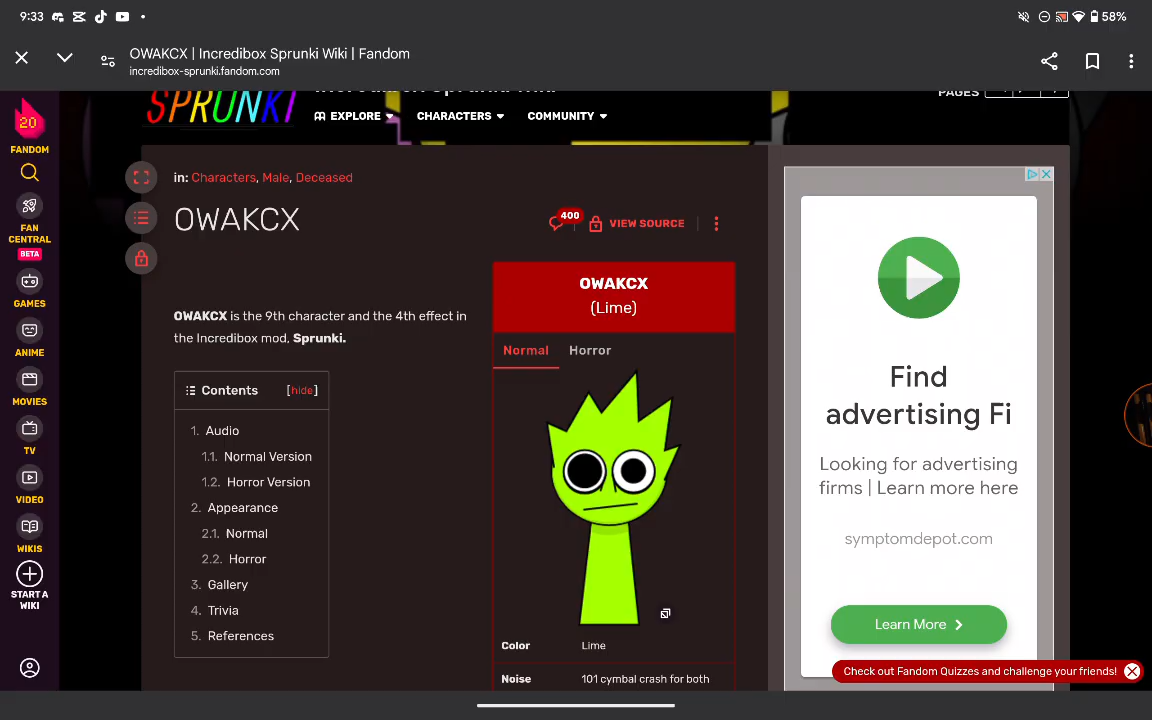 9:33
58%
OWAKCX | Incredibox Sprunki Wiki | Fandom
incredibox-sprunki.fandom.com
20
FANDOM
FAN
CENTRAL
BETA
GAMES
ANIME
MOVIES
TV
VIDEO
WIKIS
START A
WIKI
SPRUNKI
PAGES
EXPLORE
CHARACTERS
COMMUNITY
in: Characters, Male, Deceased
OWAKCX
400
VIEW SOURCE
OWAKCX is the 9th character and the 4th effect in
the Incredibox mod, Sprunki.
Contents [hide]
1. Audio
1.1. Normal Version
1.2. Horror Version
2. Appearance
2.1. Normal
2.2. Horror
3. Gallery
4. Trivia
5. References
OWAKCX
(Lime)
Normal Horror
Color Lime
Noise 101 cymbal crash for both
Find
advertising Fi
Looking for advertising
firms | Learn more here
symptomdepot.com
Learn More
Check out Fandom Quizzes and challenge your friends!